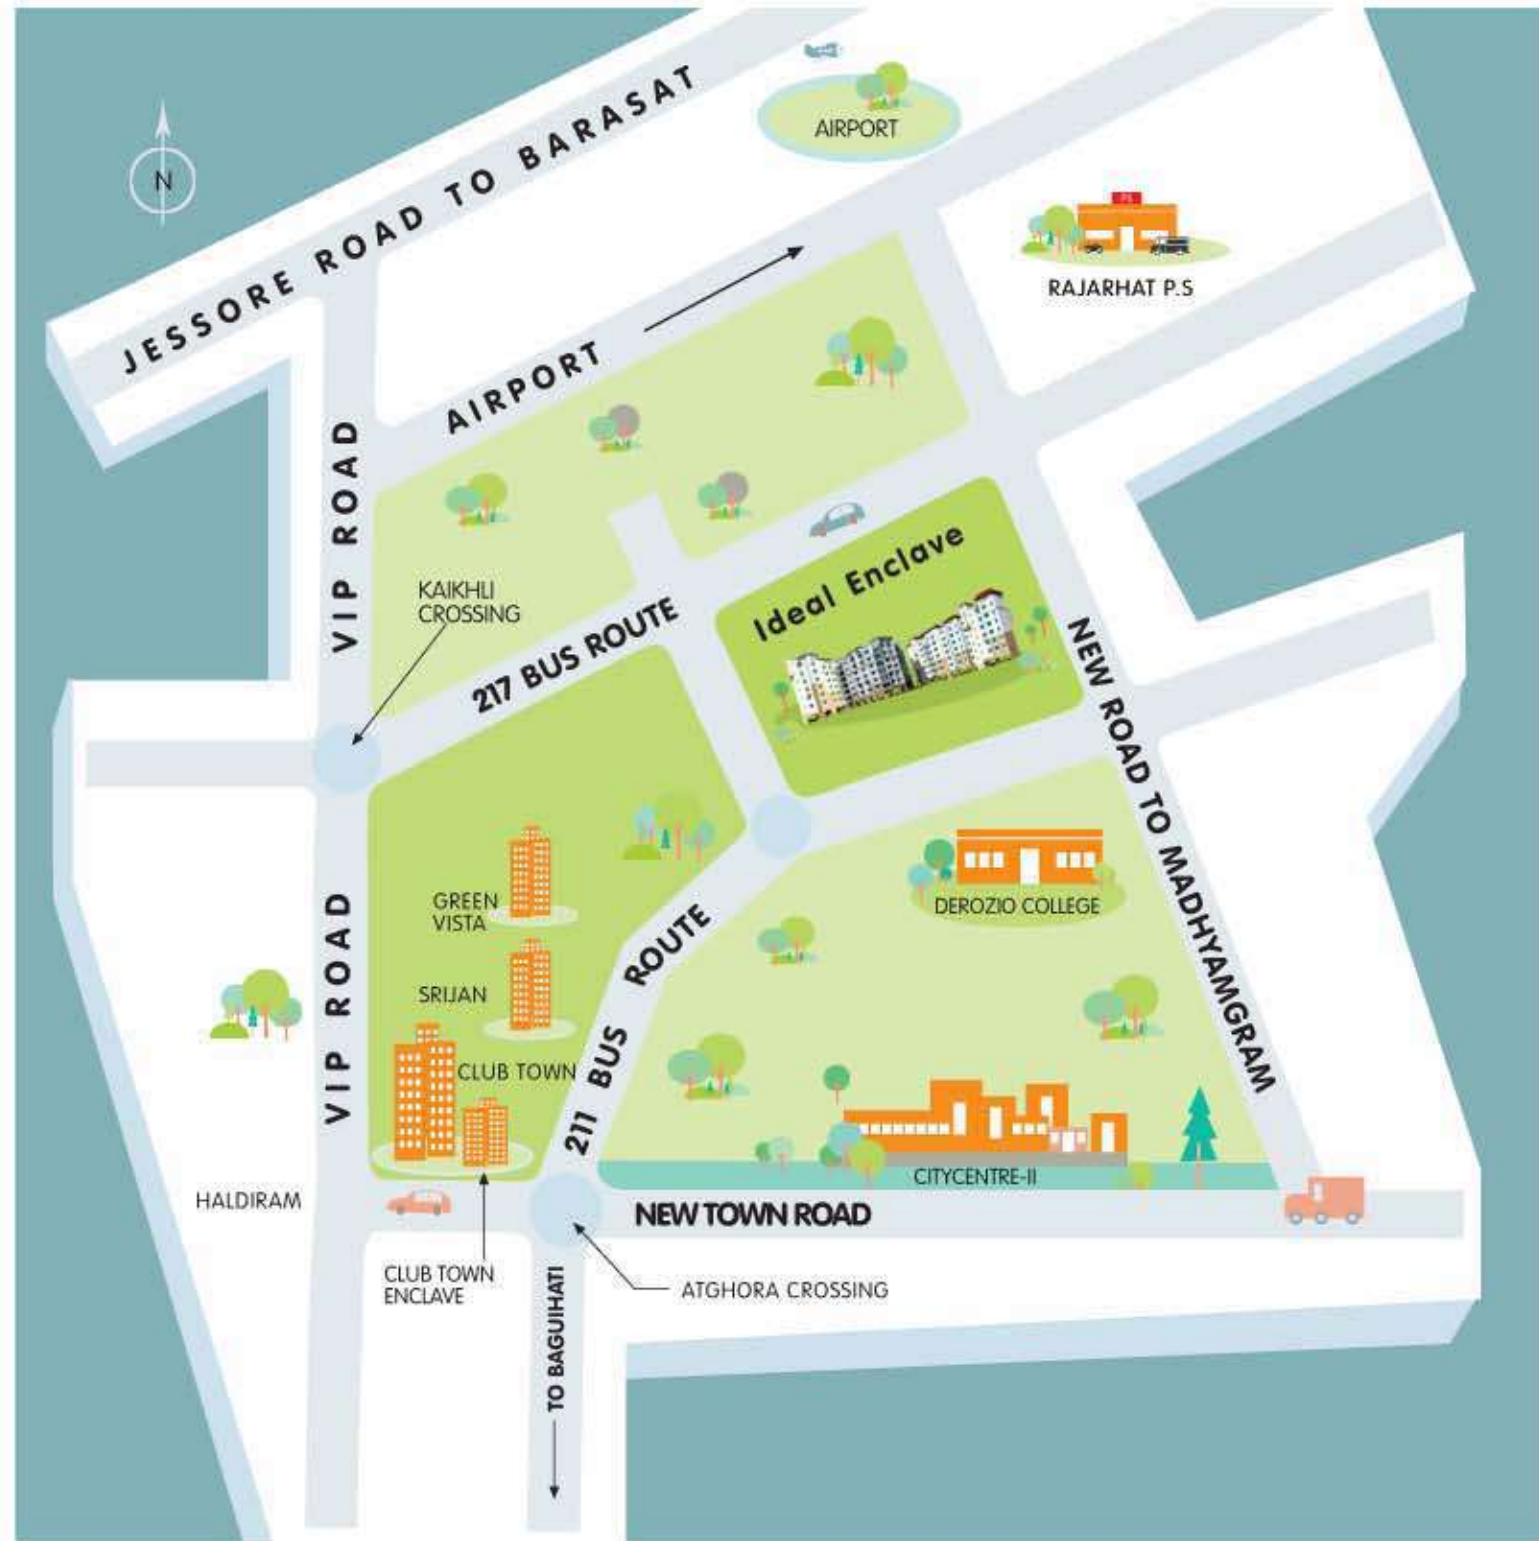 JESSORE ROAD TO BARASAT
AIRPORT
N
P.S
RAJARHAT P.S
AIRPORT
VIP ROAD
KAIKHLI
CROSSING
217 BUS ROUTE
Ideal Enclave
NEW ROAD TO MADHYAMGRAM
GREEN
VISTA
DEROZIO COLLEGE
VIP ROAD
SRIJAN
211 BUS ROUTE
CLUB TOWN
CITYCENTRE-II
HALDIRAM
NEW TOWN ROAD
CLUB TOWN
ENCLAVE
ATGHORA CROSSING
TO BAGUIHATI